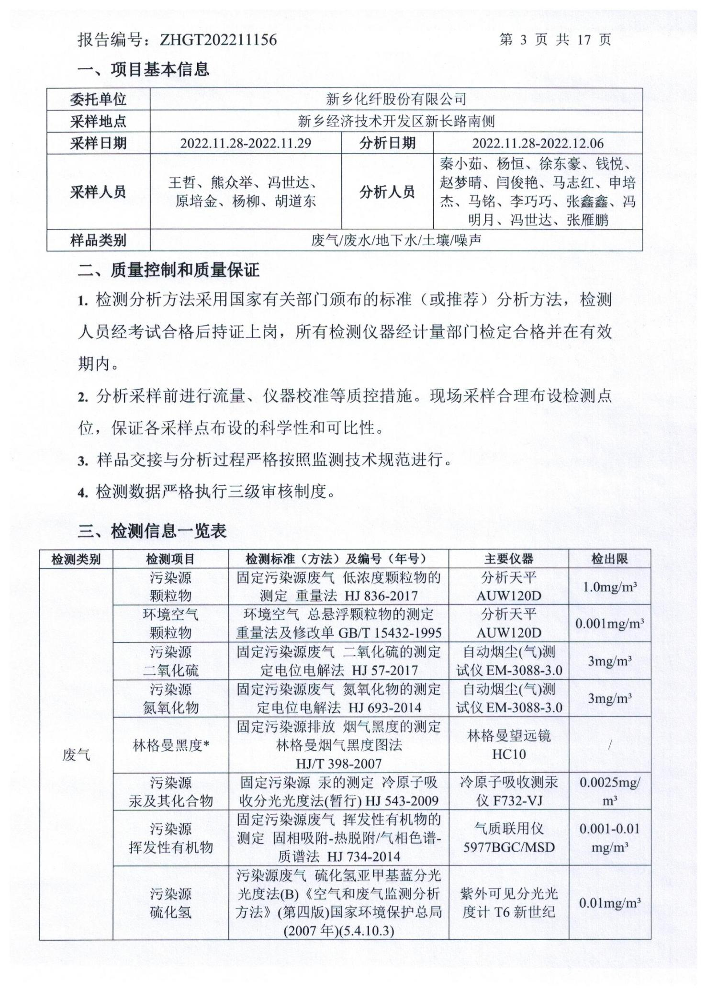 报告编号：ZHGT202211156
第 3 页 共 17 页
一、项目基本信息
委托单位
新乡化纤股份有限公司
采样地点
新乡经济技术开发区新长路南侧
采样日期
2022.11.28-2022.11.29
分析日期
2022.11.28-2022.12.06
采样人员
王哲、熊众举、冯世达、
原培金、杨柳、胡道东
分析人员
秦小茹、杨恒、徐东豪、钱悦、
赵梦晴、闫俊艳、马志红、申培
杰、马铭、李巧巧、张鑫鑫、冯
明月、冯世达、张雁鹏
样品类别
废气/废水/地下水/土壤/噪声
二、质量控制和质量保证
1. 检测分析方法采用国家有关部门颁布的标准（或推荐）分析方法，检测
人员经考试合格后持证上岗，所有检测仪器经计量部门检定合格并在有效
期内。
2. 分析采样前进行流量、仪器校准等质控措施。现场采样合理布设检测点
位，保证各采样点布设的科学性和可比性。
3. 样品交接与分析过程严格按照监测技术规范进行。
4. 检测数据严格执行三级审核制度。
三、检测信息一览表
检测类别
检测项目
检测标准（方法）及编号（年号）
主要仪器
检出限
废气
污染源
颗粒物
固定污染源废气 低浓度颗粒物的
测定 重量法 HJ 836-2017
分析天平
AUW120D
1.0mg/m³
环境空气
颗粒物
环境空气 总悬浮颗粒物的测定
重量法及修改单 GB/T 15432-1995
分析天平
AUW120D
0.001mg/m³
污染源
二氧化硫
固定污染源废气 二氧化硫的测定
定电位电解法 HJ 57-2017
自动烟尘(气)测
试仪 EM-3088-3.0
3mg/m³
污染源
氮氧化物
固定污染源废气 氮氧化物的测定
定电位电解法 HJ 693-2014
自动烟尘(气)测
试仪 EM-3088-3.0
3mg/m³
林格曼黑度*
固定污染源排放 烟气黑度的测定
林格曼烟气黑度图法
HJ/T 398-2007
林格曼望远镜
HC10
/
污染源
汞及其化合物
固定污染源 汞的测定 冷原子吸
收分光光度法(暂行) HJ 543-2009
冷原子吸收测汞
仪 F732-VJ
0.0025mg/
m³
污染源
挥发性有机物
固定污染源废气 挥发性有机物的
测定 固相吸附-热脱附/气相色谱-
质谱法 HJ 734-2014
气质联用仪
5977BGC/MSD
0.001-0.01
mg/m³
污染源
硫化氢
污染源废气 硫化氢亚甲基蓝分光
光度法(B)《空气和废气监测分析
方法》(第四版)国家环境保护总局
(2007 年)(5.4.10.3)
紫外可见分光光
度计 T6 新世纪
0.01mg/m³